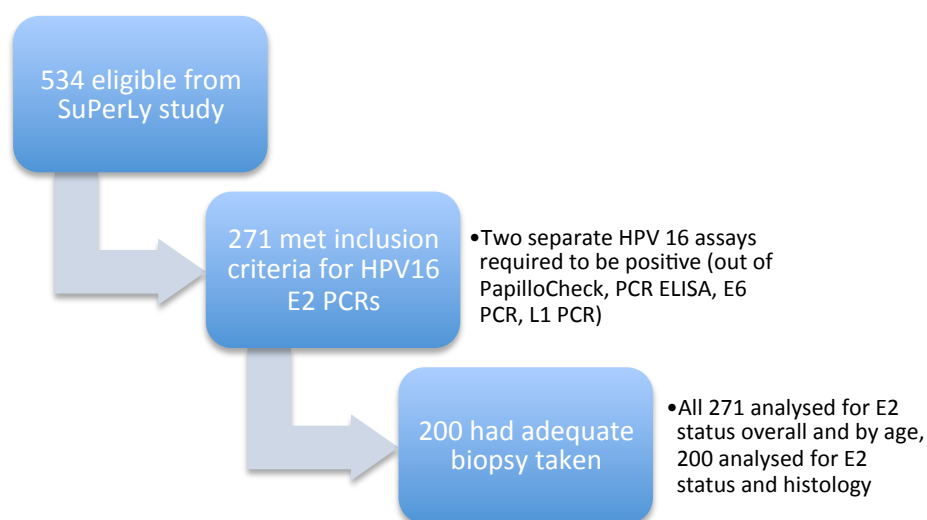 534 eligible from
SuPerLy study
271 met inclusion
criteria for HPV16
E2 PCRs
•Two separate HPV 16 assays
required to be positive (out of
PapilloCheck, PCR ELISA, E6
PCR, L1 PCR)
200 had adequate
biopsy taken
•All 271 analysed for E2
status overall and by age,
200 analysed for E2
status and histology